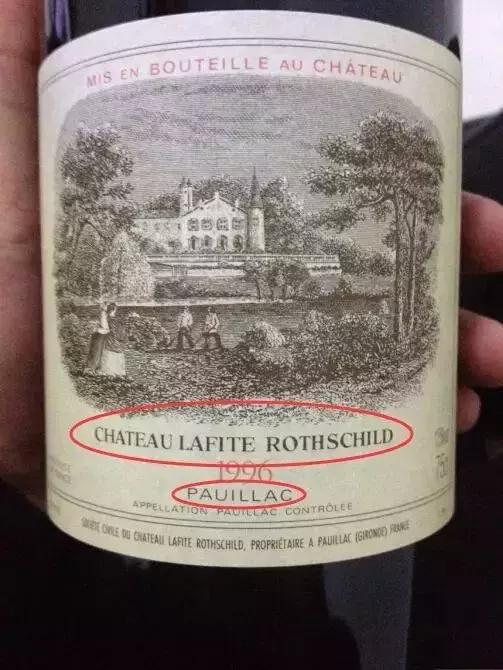 MIS EN BOUTEILLE AU CHÂTEAU
CHATEAU LAFITE ROTHSCHILD
1996
PAUILLAC
APPELLATION PAUILLAC CONTRÔLÉE
SOCIÉTÉ CIVILE DU CHATEAU LAFITE ROTHSCHILD, PROPRIÉTAIRE A PAUILLAC (GIRONDE) FRANCE